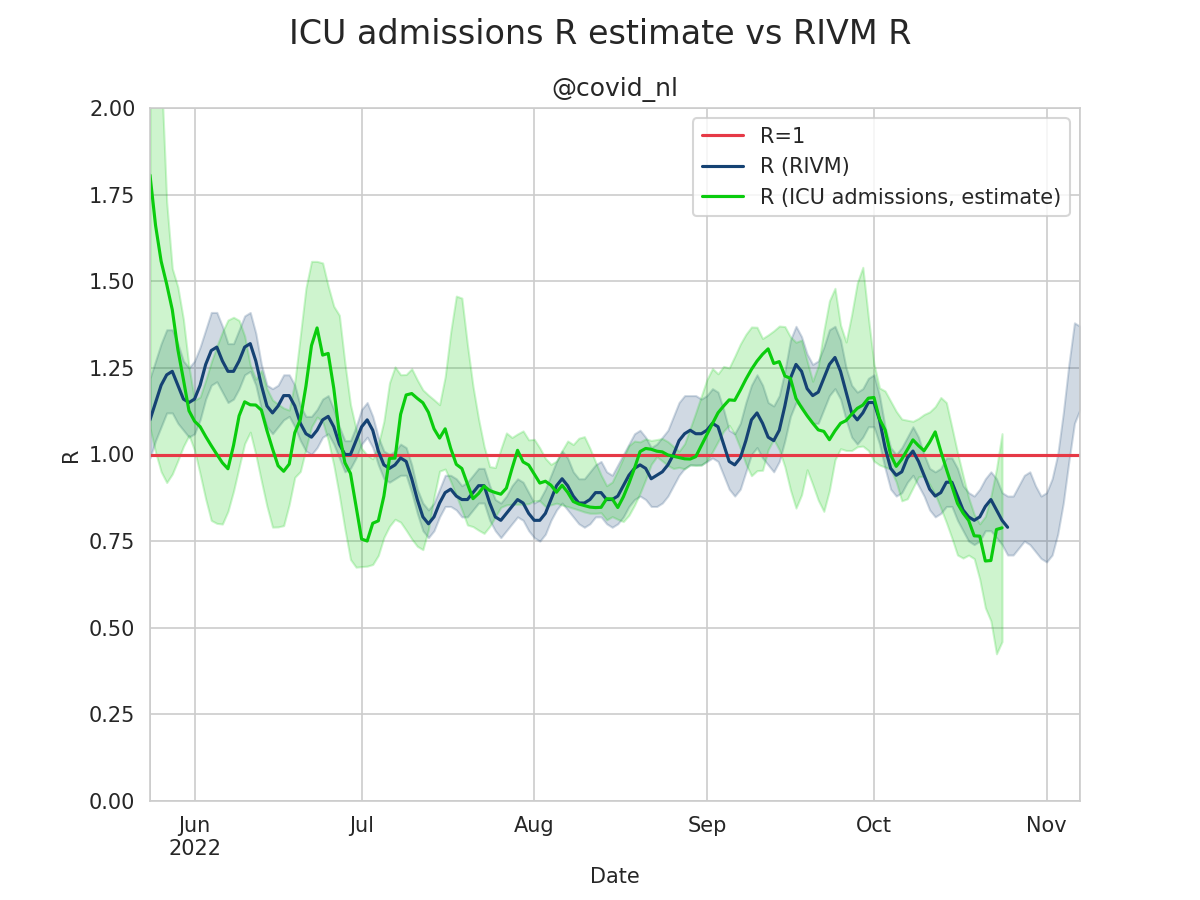 ICU admissions R estimate vs RIVM R
@covid_nl
R=1
R (RIVM)
R (ICU admissions, estimate)
2.00
1.75
1.50
1.25
1.00
0.75
0.50
0.25
0.00
R
Jun Jul Aug Sep Oct Nov
2022
Date